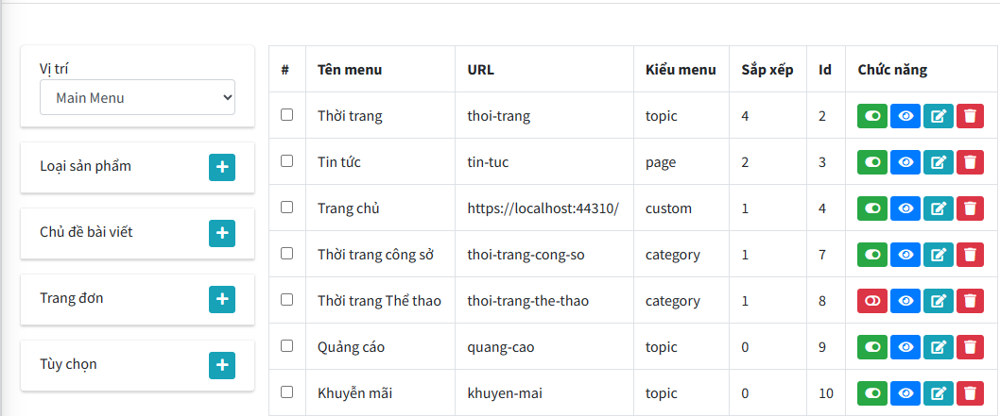 Vị trí
Main Menu
Loại sản phẩm
Chủ đề bài viết
Trang đơn
Tùy chọn
# Tên menu URL Kiểu menu Sắp xếp Id Chức năng
Thời trang thoi-trang topic 4 2
Tin tức tin-tuc page 2 3
Trang chủ https://localhost:44310/ custom 1 4
Thời trang công sở thoi-trang-cong-so category 1 7
Thời trang Thể thao thoi-trang-the-thao category 1 8
Quảng cáo quang-cao topic 0 9
Khuyễn mãi khuyen-mai topic 0 10